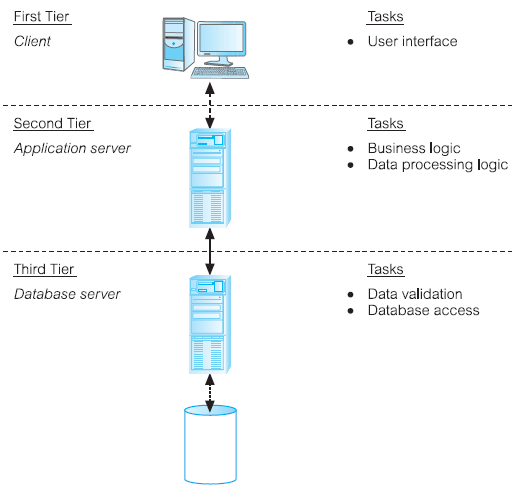 First Tier
Tasks
Client
• User interface
Second Tier
Tasks
Application server
• Business logic
• Data processing logic
Third Tier
Tasks
Database server
• Data validation
• Database access